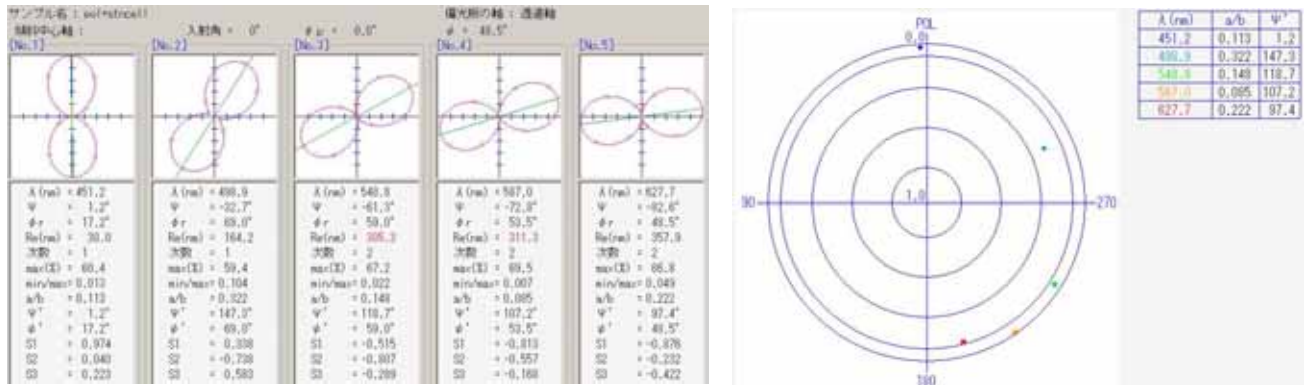 サンプル名 :
偏光眼の軸 : 透過軸
入射角 = 0° φμ = 0.0° φ = 48.5°
[No.1] [No.2] [No.3] [No.4] [No.5]
λ(nm) =451.2 λ(nm) =498.9 λ(nm) =548.8 λ(nm) =587.0 λ(nm) =627.7
Ψ = 1.2° Ψ =-32.7° Ψ =-61.3° Ψ =-72.8° Ψ =-82.6°
φr = 17.2° φr = 69.0° φr = 59.0° φr = 53.5° φr = 48.5°
Re(nm) = 30.0 Re(nm) = 164.2 Re(nm) = 305.3 Re(nm) = 311.3 Re(nm) = 357.9
次数 = 1 次数 = 1 次数 = 2 次数 = 2 次数 = 2
max(%) = 60.4 max(%) = 59.4 max(%) = 67.2 max(%) = 69.5 max(%) = 66.8
min/max= 0.013 min/max= 0.104 min/max= 0.022 min/max= 0.007 min/max= 0.049
a/b = 0.113 a/b = 0.322 a/b = 0.148 a/b = 0.085 a/b = 0.222
Ψ' = 1.2° Ψ' = 147.3° Ψ' = 118.7° Ψ' = 107.2° Ψ' = 97.4°
φ' = 17.2° φ' = 69.0° φ' = 59.0° φ' = 53.5° φ' = 48.5°
S1 = 0.974 S1 = 0.338 S1 =-0.515 S1 =-0.813 S1 =-0.876
S2 = 0.040 S2 =-0.738 S2 =-0.807 S2 =-0.557 S2 =-0.232
S3 = 0.223 S3 = 0.583 S3 =-0.289 S3 =-0.168 S3 =-0.422
POL
0.0
1.0
90
270
180
λ(nm) a/b Ψ'
451.2 0.113 1.2
498.9 0.322 147.3
548.8 0.148 118.7
587.0 0.085 107.2
627.7 0.222 97.4